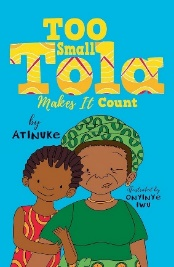 TOO
Small
Tola
Makes It Count
by
ATINUKE
illustrated by
ONYINYE
IWU